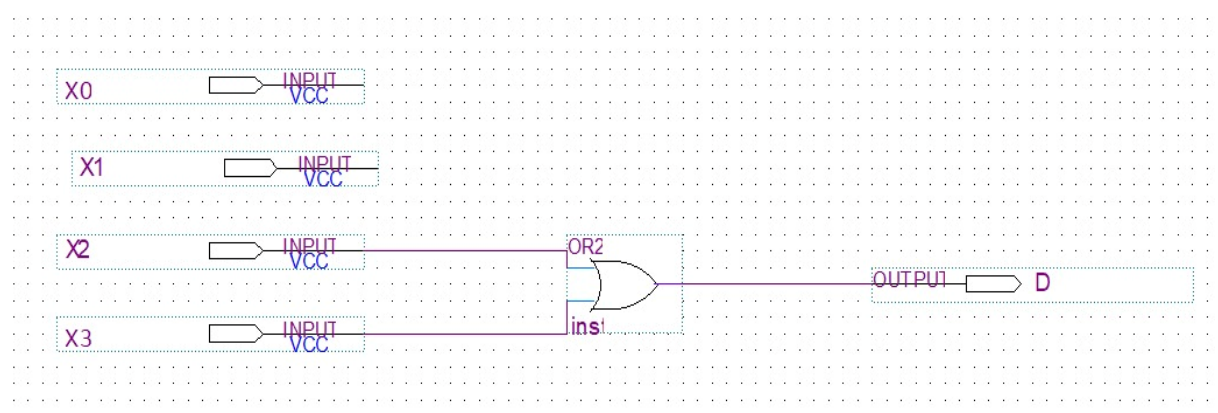 X0 INPUT
VCC
X1 INPUT
VCC
X2 INPUT
VCC
OR2
OUTPUT D
X3 INPUT
VCC
inst